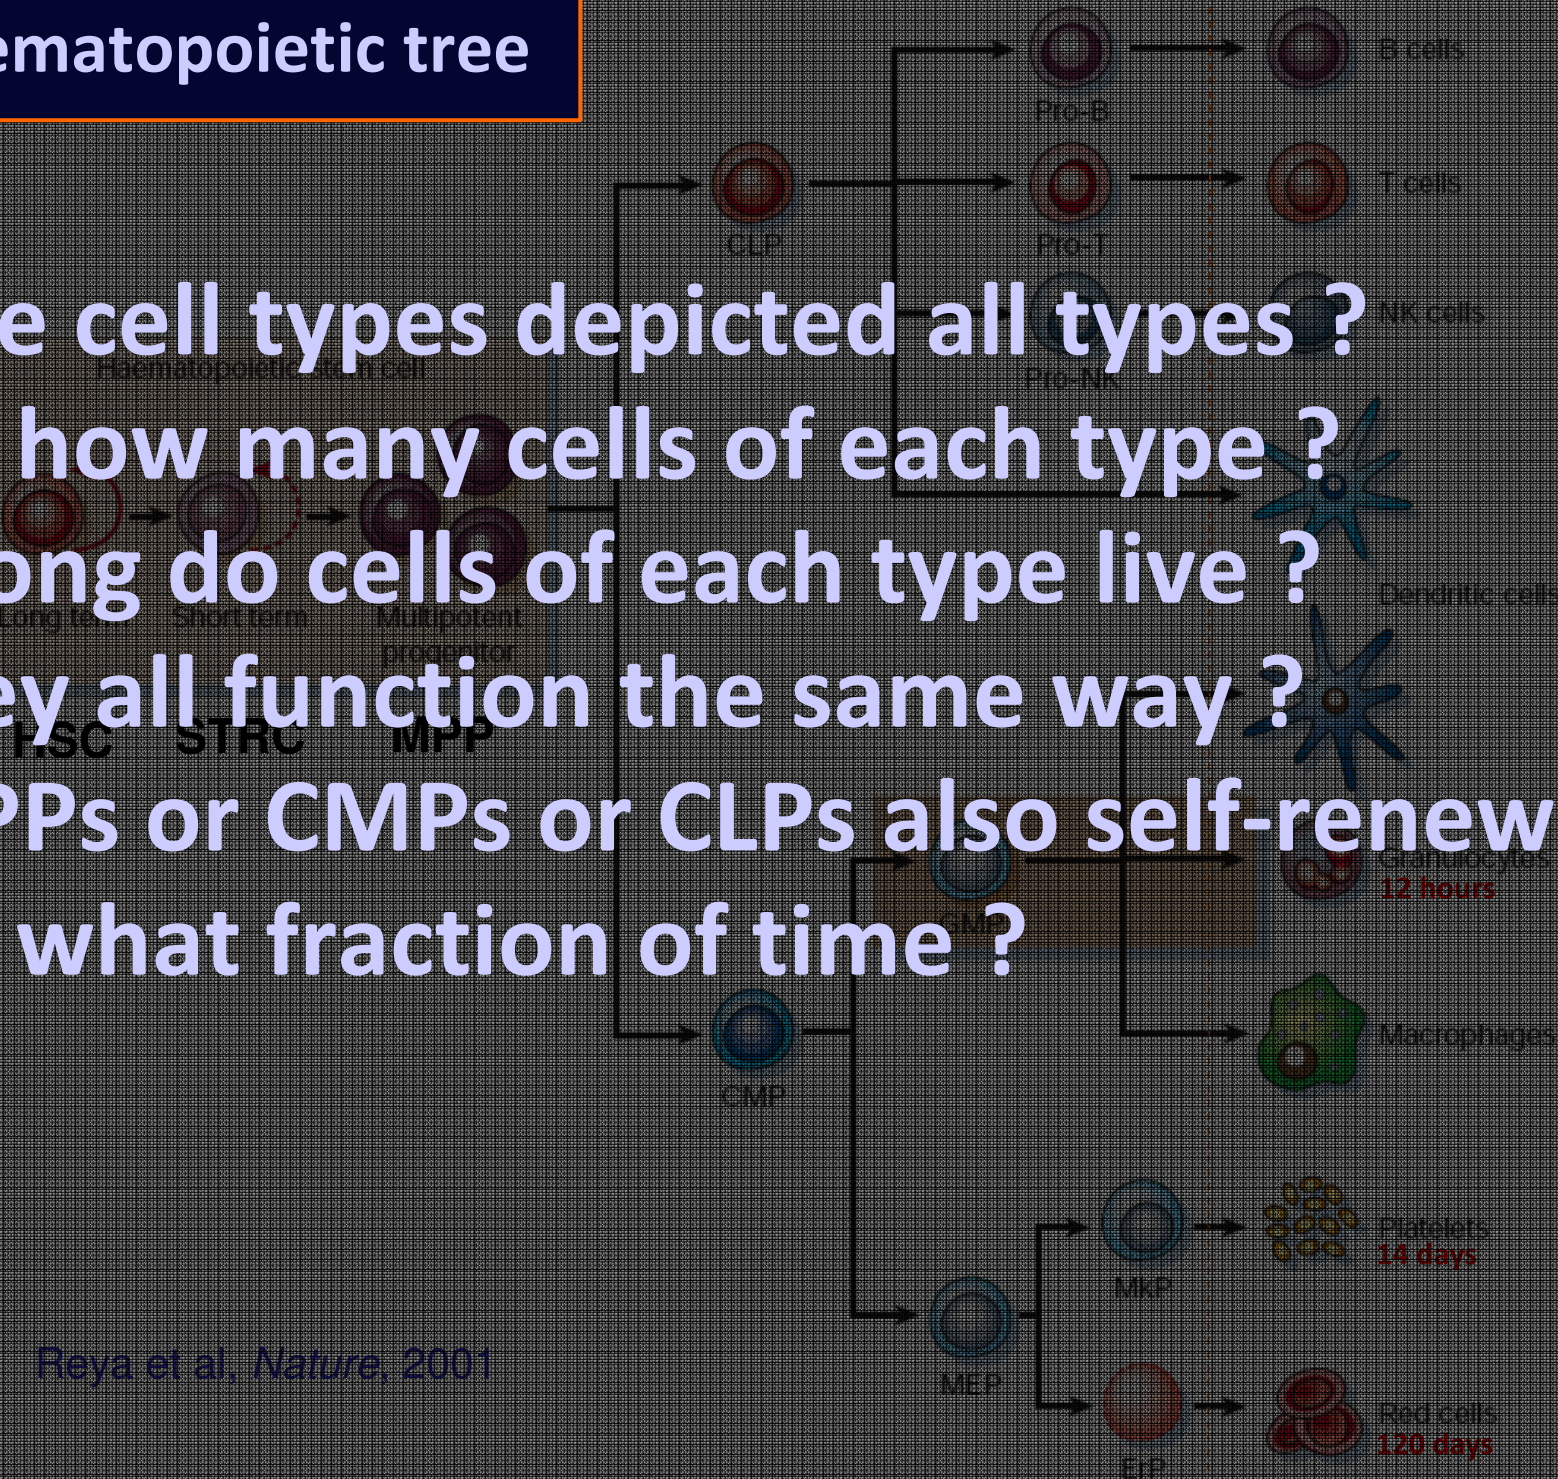 ematopoietic tree
e cell types depicted all types ?
how many cells of each type ?
ong do cells of each type live ?
ey all function the same way ?
PPs or CMPs or CLPs also self-renew
what fraction of time ?
Haematopoietic stem cell
Long term
Short term
Multipotent
progenitor
HSC
STRC
MPP
CLP
CMP
Pro-B
Pro-T
Pro-NK
GMP
MEP
MkP
ErP
B cells
T cells
NK cells
Dendritic cells
Granulocytes
12 hours
Macrophages
Platelets
14 days
Red cells
120 days
Reya et al, Nature, 2001